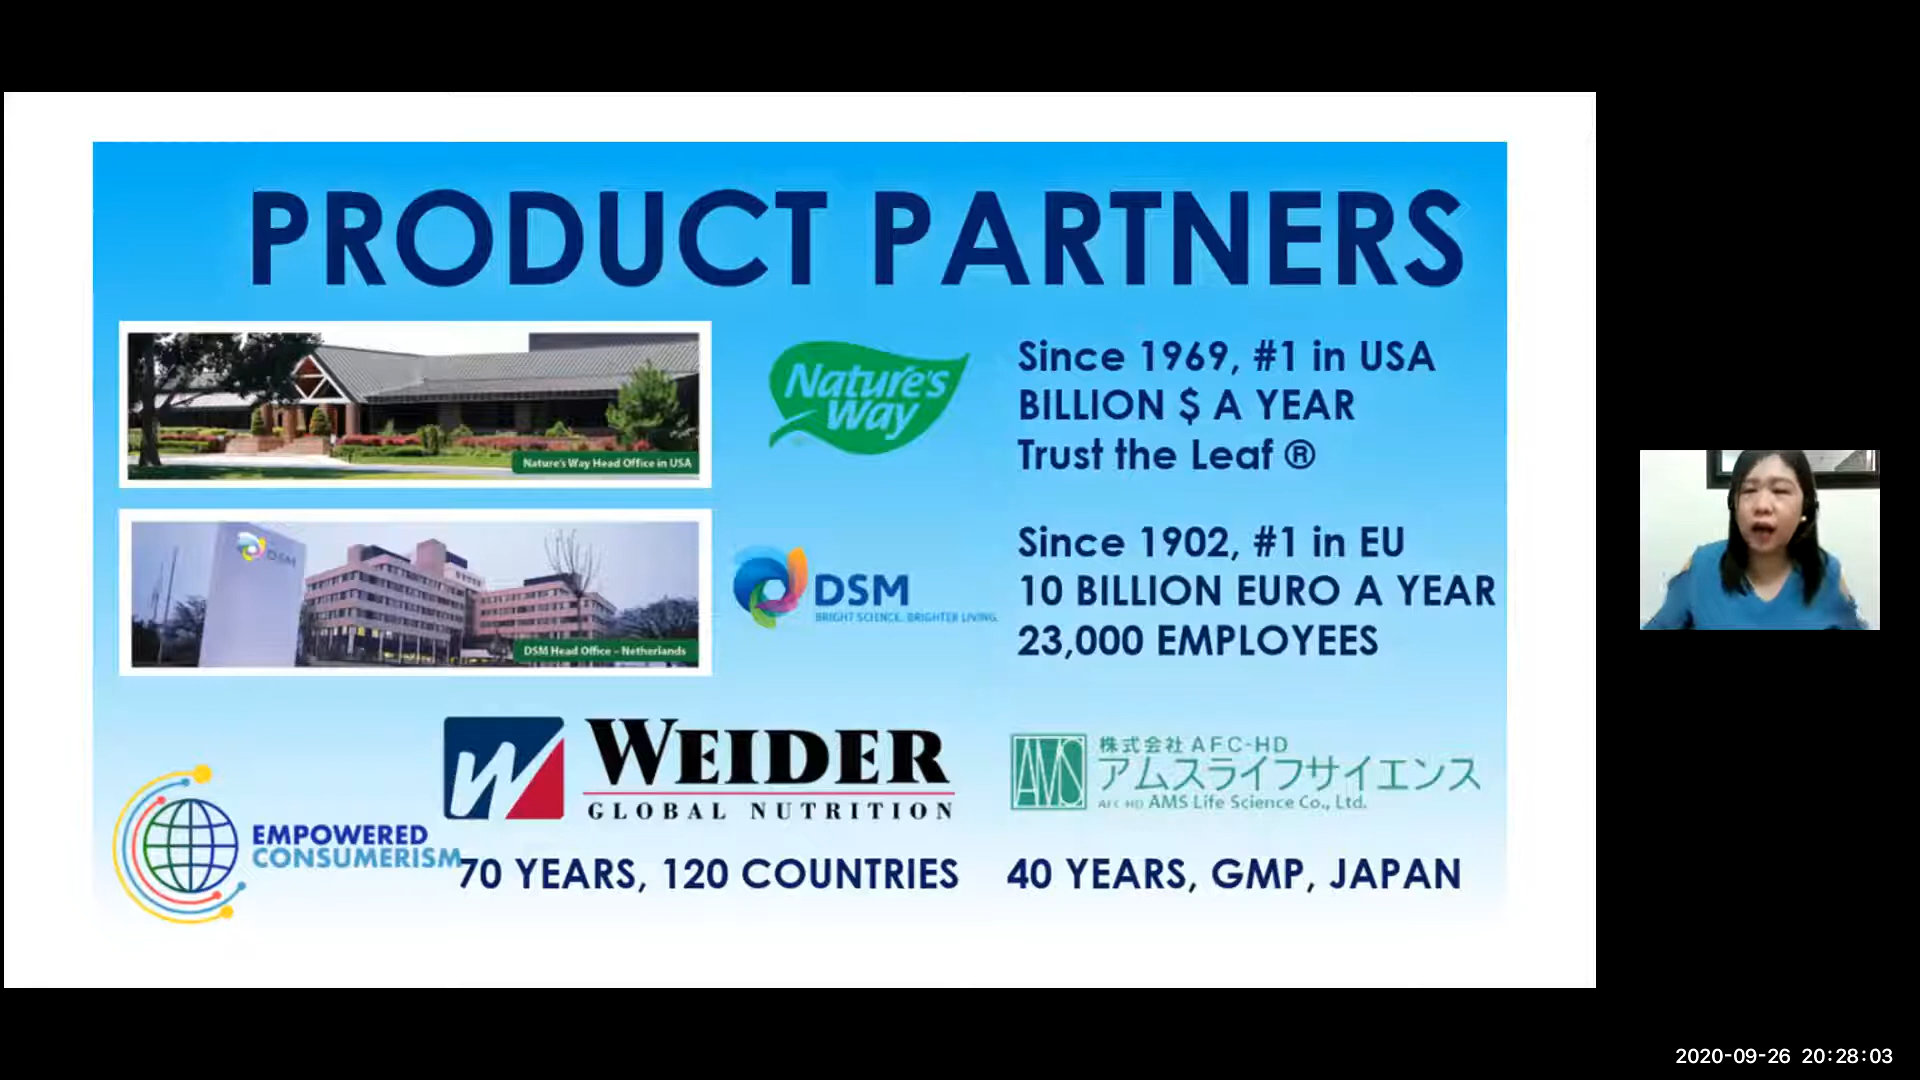 PRODUCT PARTNERS
Nature's Way Head Office in USA
Nature's Way
Since 1969, #1 in USA
BILLION $ A YEAR
Trust the Leaf ®
DSM
DSM Head Office – Netherlands
DSM
BRIGHT SCIENCE. BRIGHTER LIVING.
Since 1902, #1 in EU
10 BILLION EURO A YEAR
23,000 EMPLOYEES
W WEIDER
GLOBAL NUTRITION
70 YEARS, 120 COUNTRIES
AMS
株式会社 AFC-HD
アムスライフサイエンス
AFC-HD AMS Life Science Co., Ltd.
40 YEARS, GMP, JAPAN
EMPOWERED
CONSUMERISM
2020-09-26 20:28:03